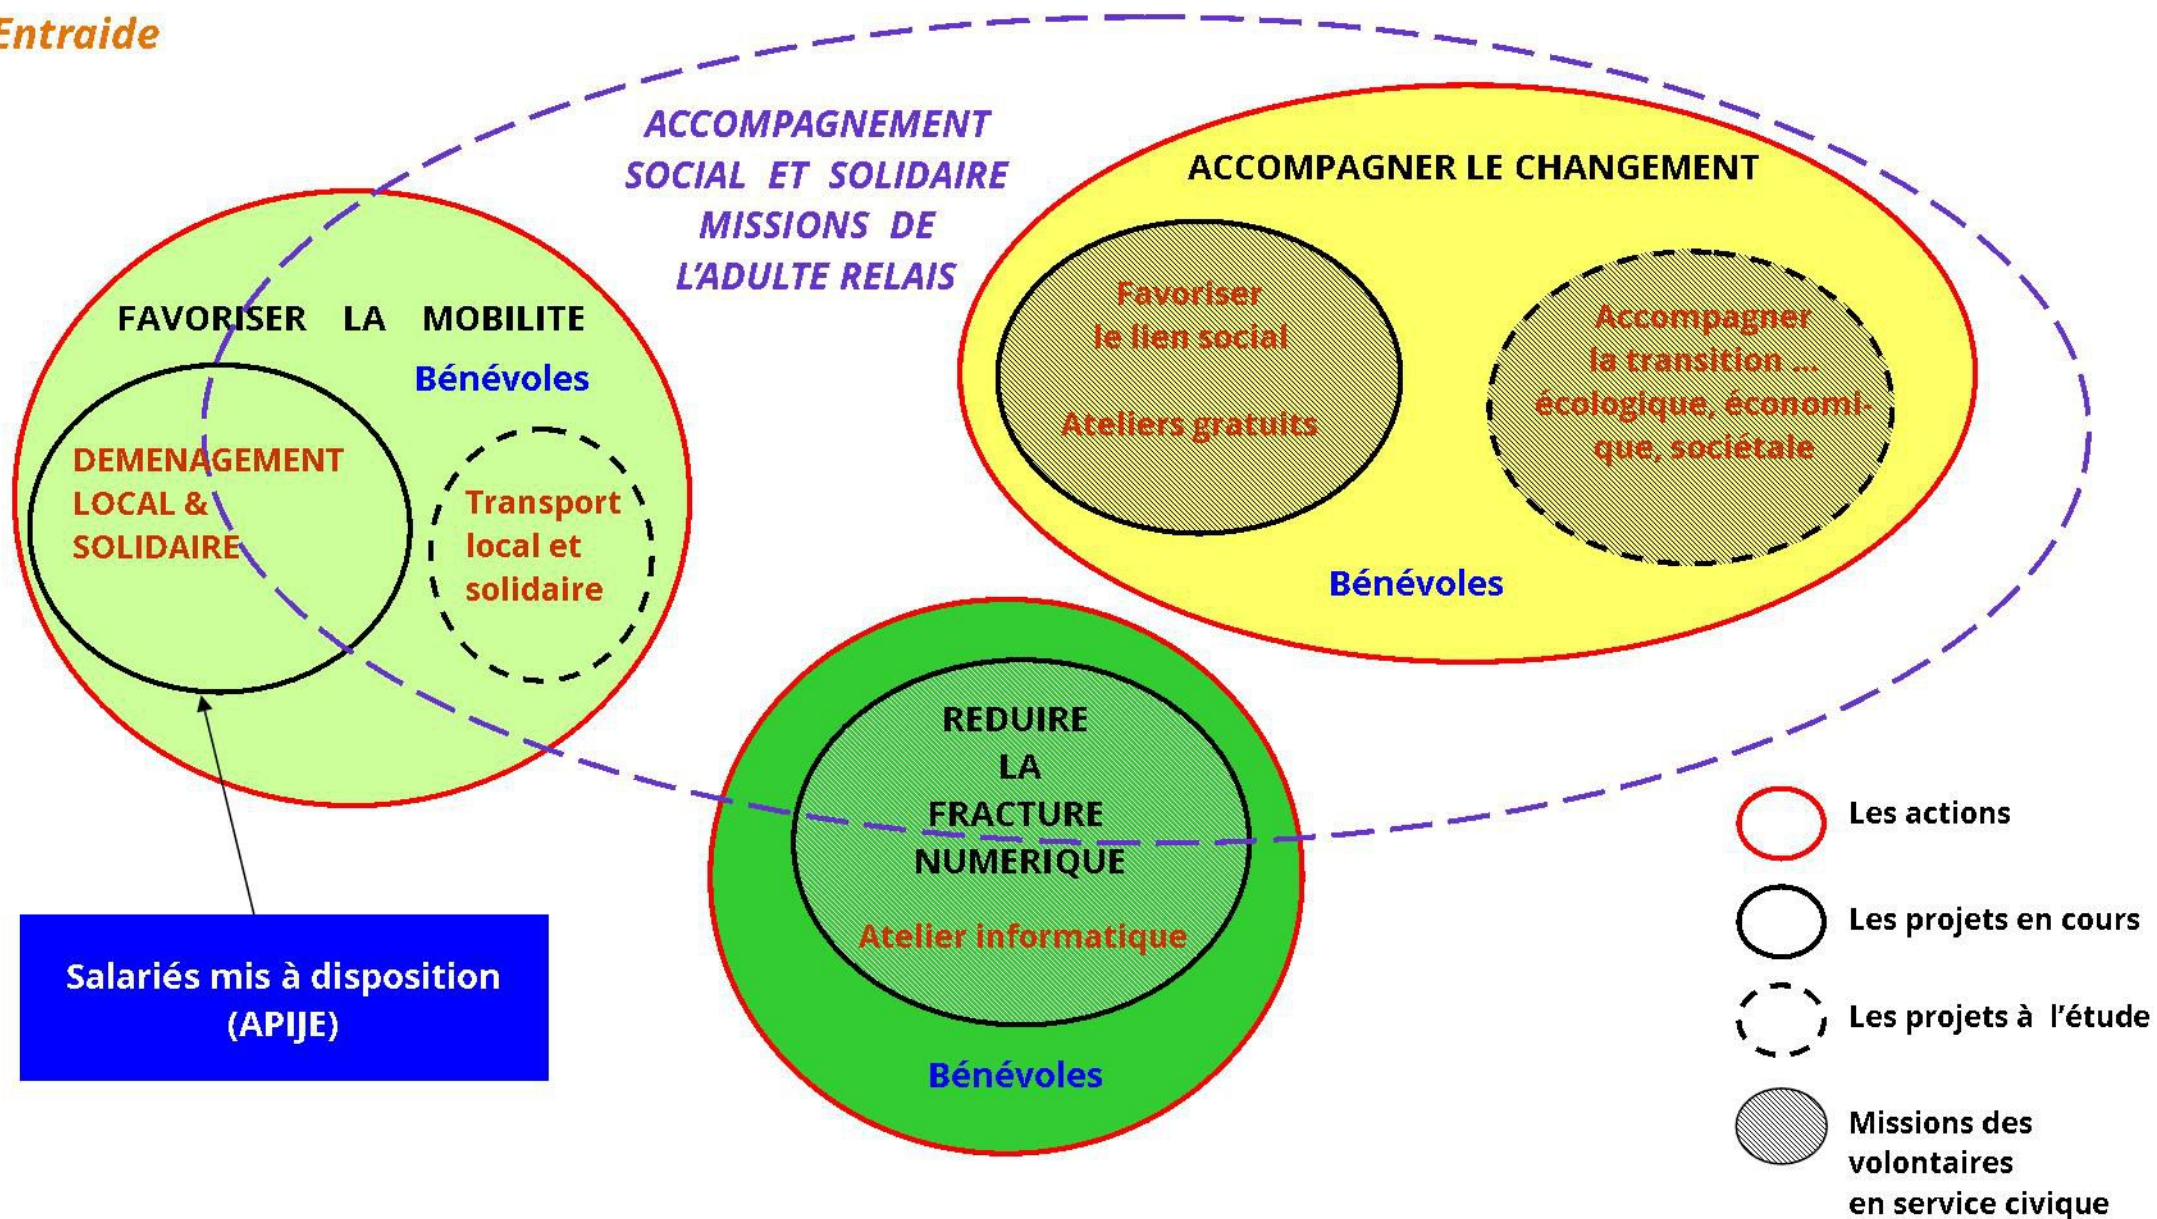 Entraide
ACCOMPAGNEMENT
SOCIAL ET SOLIDAIRE
MISSIONS DE
L'ADULTE RELAIS
ACCOMPAGNER LE CHANGEMENT
Favoriser
le lien social
Ateliers gratuits
Accompagner
la transition ...
écologique, économi-
que, sociétale
Bénévoles
FAVORISER LA MOBILITE
Bénévoles
DEMENAGEMENT
LOCAL &
SOLIDAIRE
Transport
local et
solidaire
REDUIRE
LA
FRACTURE
NUMERIQUE
Atelier informatique
Bénévoles
Salariés mis à disposition
(APIJE)
Les actions
Les projets en cours
Les projets à l'étude
Missions des
volontaires
en service civique